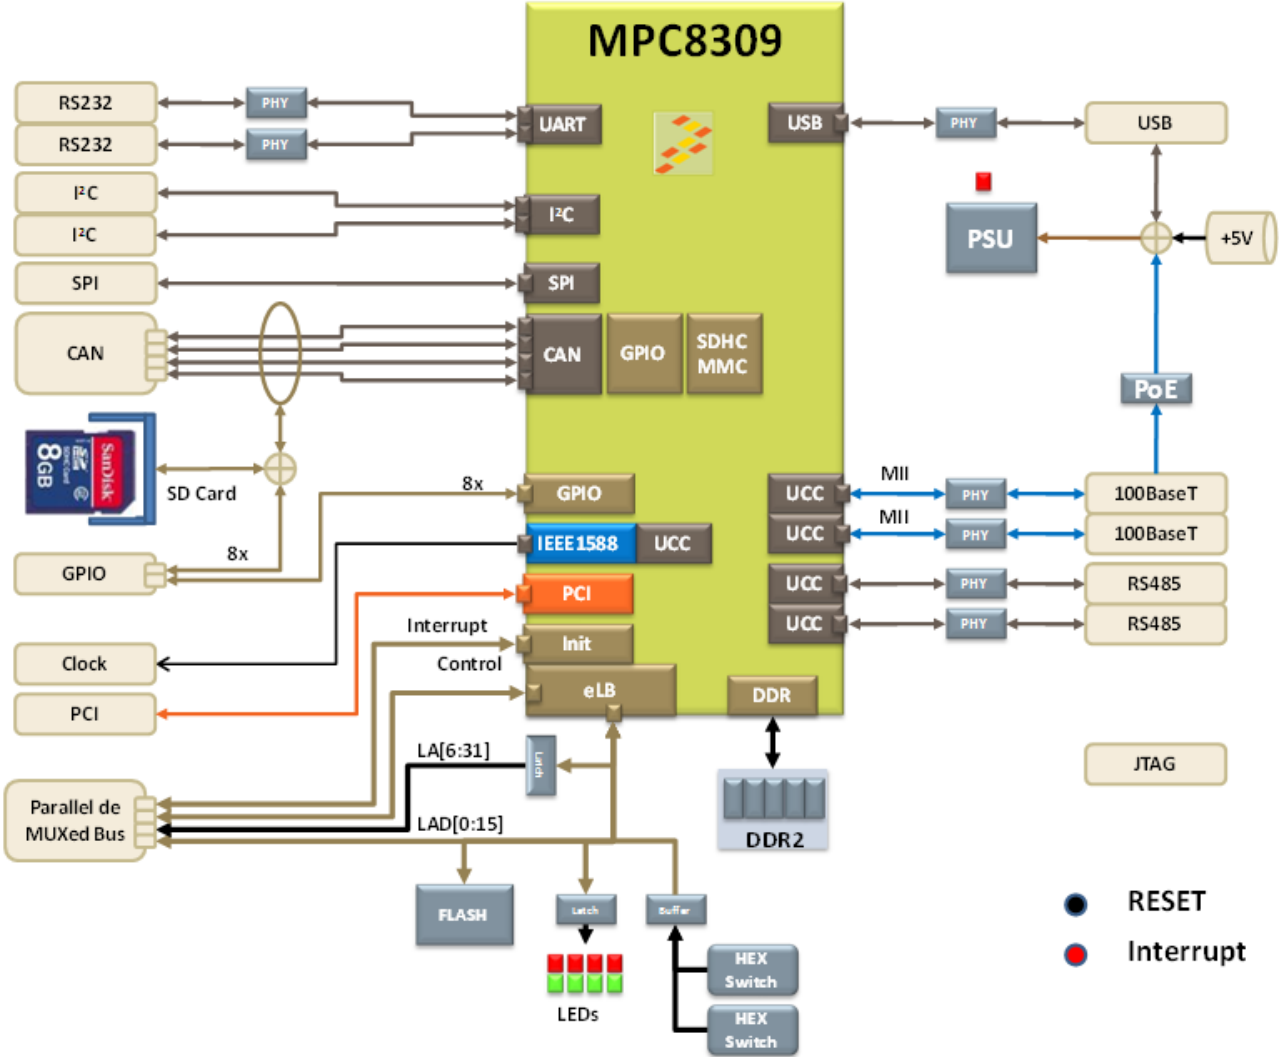 MPC8309
RS232
PHY
RS232
PHY
UART
USB
PHY
USB
I²C
I²C
I²C
PSU
+5V
SPI
SPI
CAN
CAN
GPIO
SDHC
MMC
PoE
SanDisk
8GB
SD Card
8x
GPIO
UCC
MII
PHY
100BaseT
UCC
MII
PHY
100BaseT
IEEE1588
UCC
8x
GPIO
PCI
UCC
PHY
RS485
UCC
PHY
RS485
Interrupt
Init
Clock
Control
eLB
DDR
PCI
LA[6:31]
Latch
JTAG
Parallel de
MUXed Bus
LAD[0:15]
DDR2
FLASH
Latch
Buffer
RESET
Interrupt
HEX
Switch
LEDs
HEX
Switch